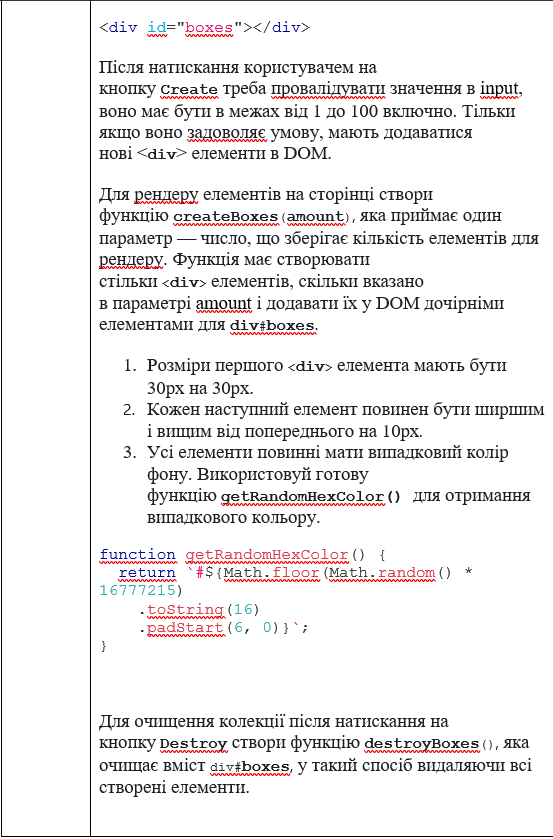 <div id="boxes"></div>
Після натискання користувачем на
кнопку Create треба провалідувати значення в input,
воно має бути в межах від 1 до 100 включно. Тільки
якщо воно задоволяє умову, мають додаватися
нові <div> елементи в DOM.
Для рендеру елементів на сторінці створи
функцію createBoxes(amount), яка приймає один
параметр — число, що зберігає кількість елементів для
рендеру. Функція має створювати
стільки <div> елементів, скільки вказано
в параметрі amount і додавати їх у DOM дочірніми
елементами для div#boxes.
1. Розміри першого <div> елемента мають бути
30px на 30px.
2. Кожен наступний елемент повинен бути ширшим
і вищим від попереднього на 10px.
3. Усі елементи повинні мати випадковий колір
фону. Використовуй готову
функцію getRandomHexColor() для отримання
випадкового кольору.
function getRandomHexColor() {
return `#${Math.floor(Math.random() *
16777215)
.toString(16)
.padStart(6, 0)}`;
}
Для очищення колекції після натискання на
кнопку Destroy створи функцію destroyBoxes(), яка
очищає вміст div#boxes, у такий спосіб видаляючи всі
створені елементи.